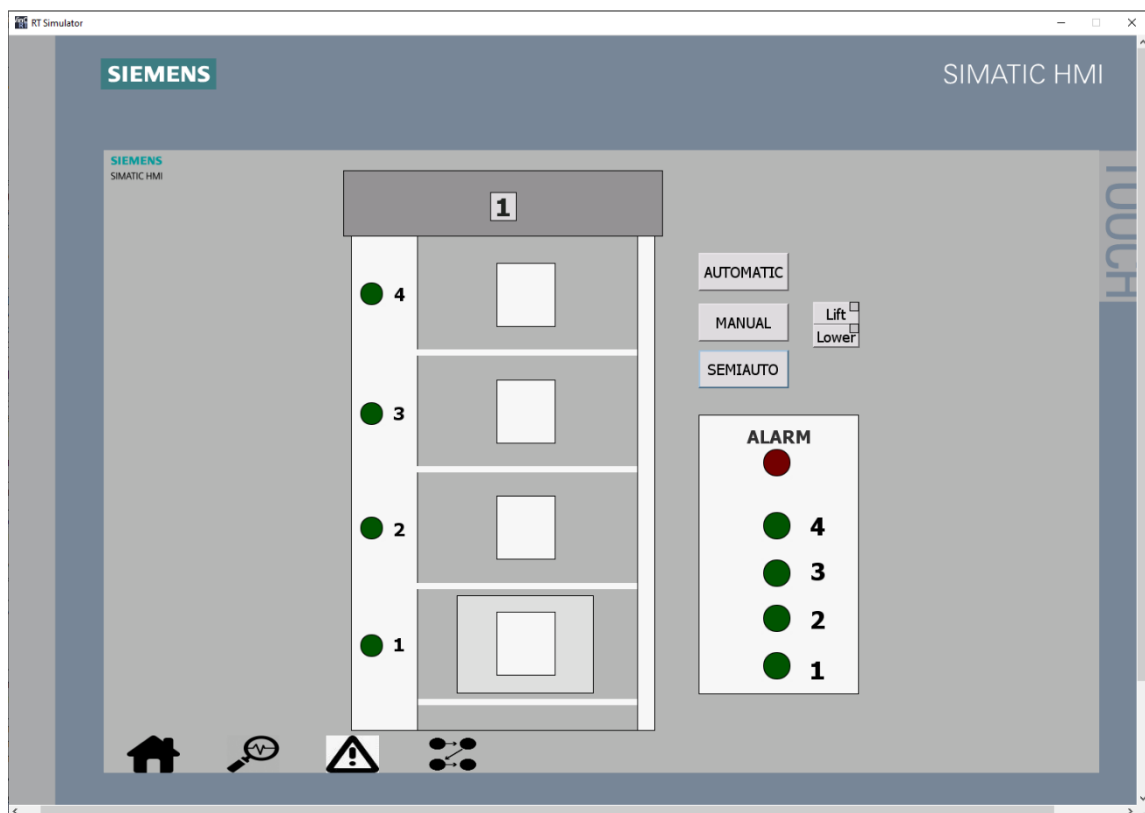 RT Simulator
SIEMENS
SIMATIC HMI
SIEMENS
SIMATIC HMI
TOUCH
1
4
3
2
1
AUTOMATIC
MANUAL
SEMIAUTO
Lift
Lower
ALARM
4
3
2
1